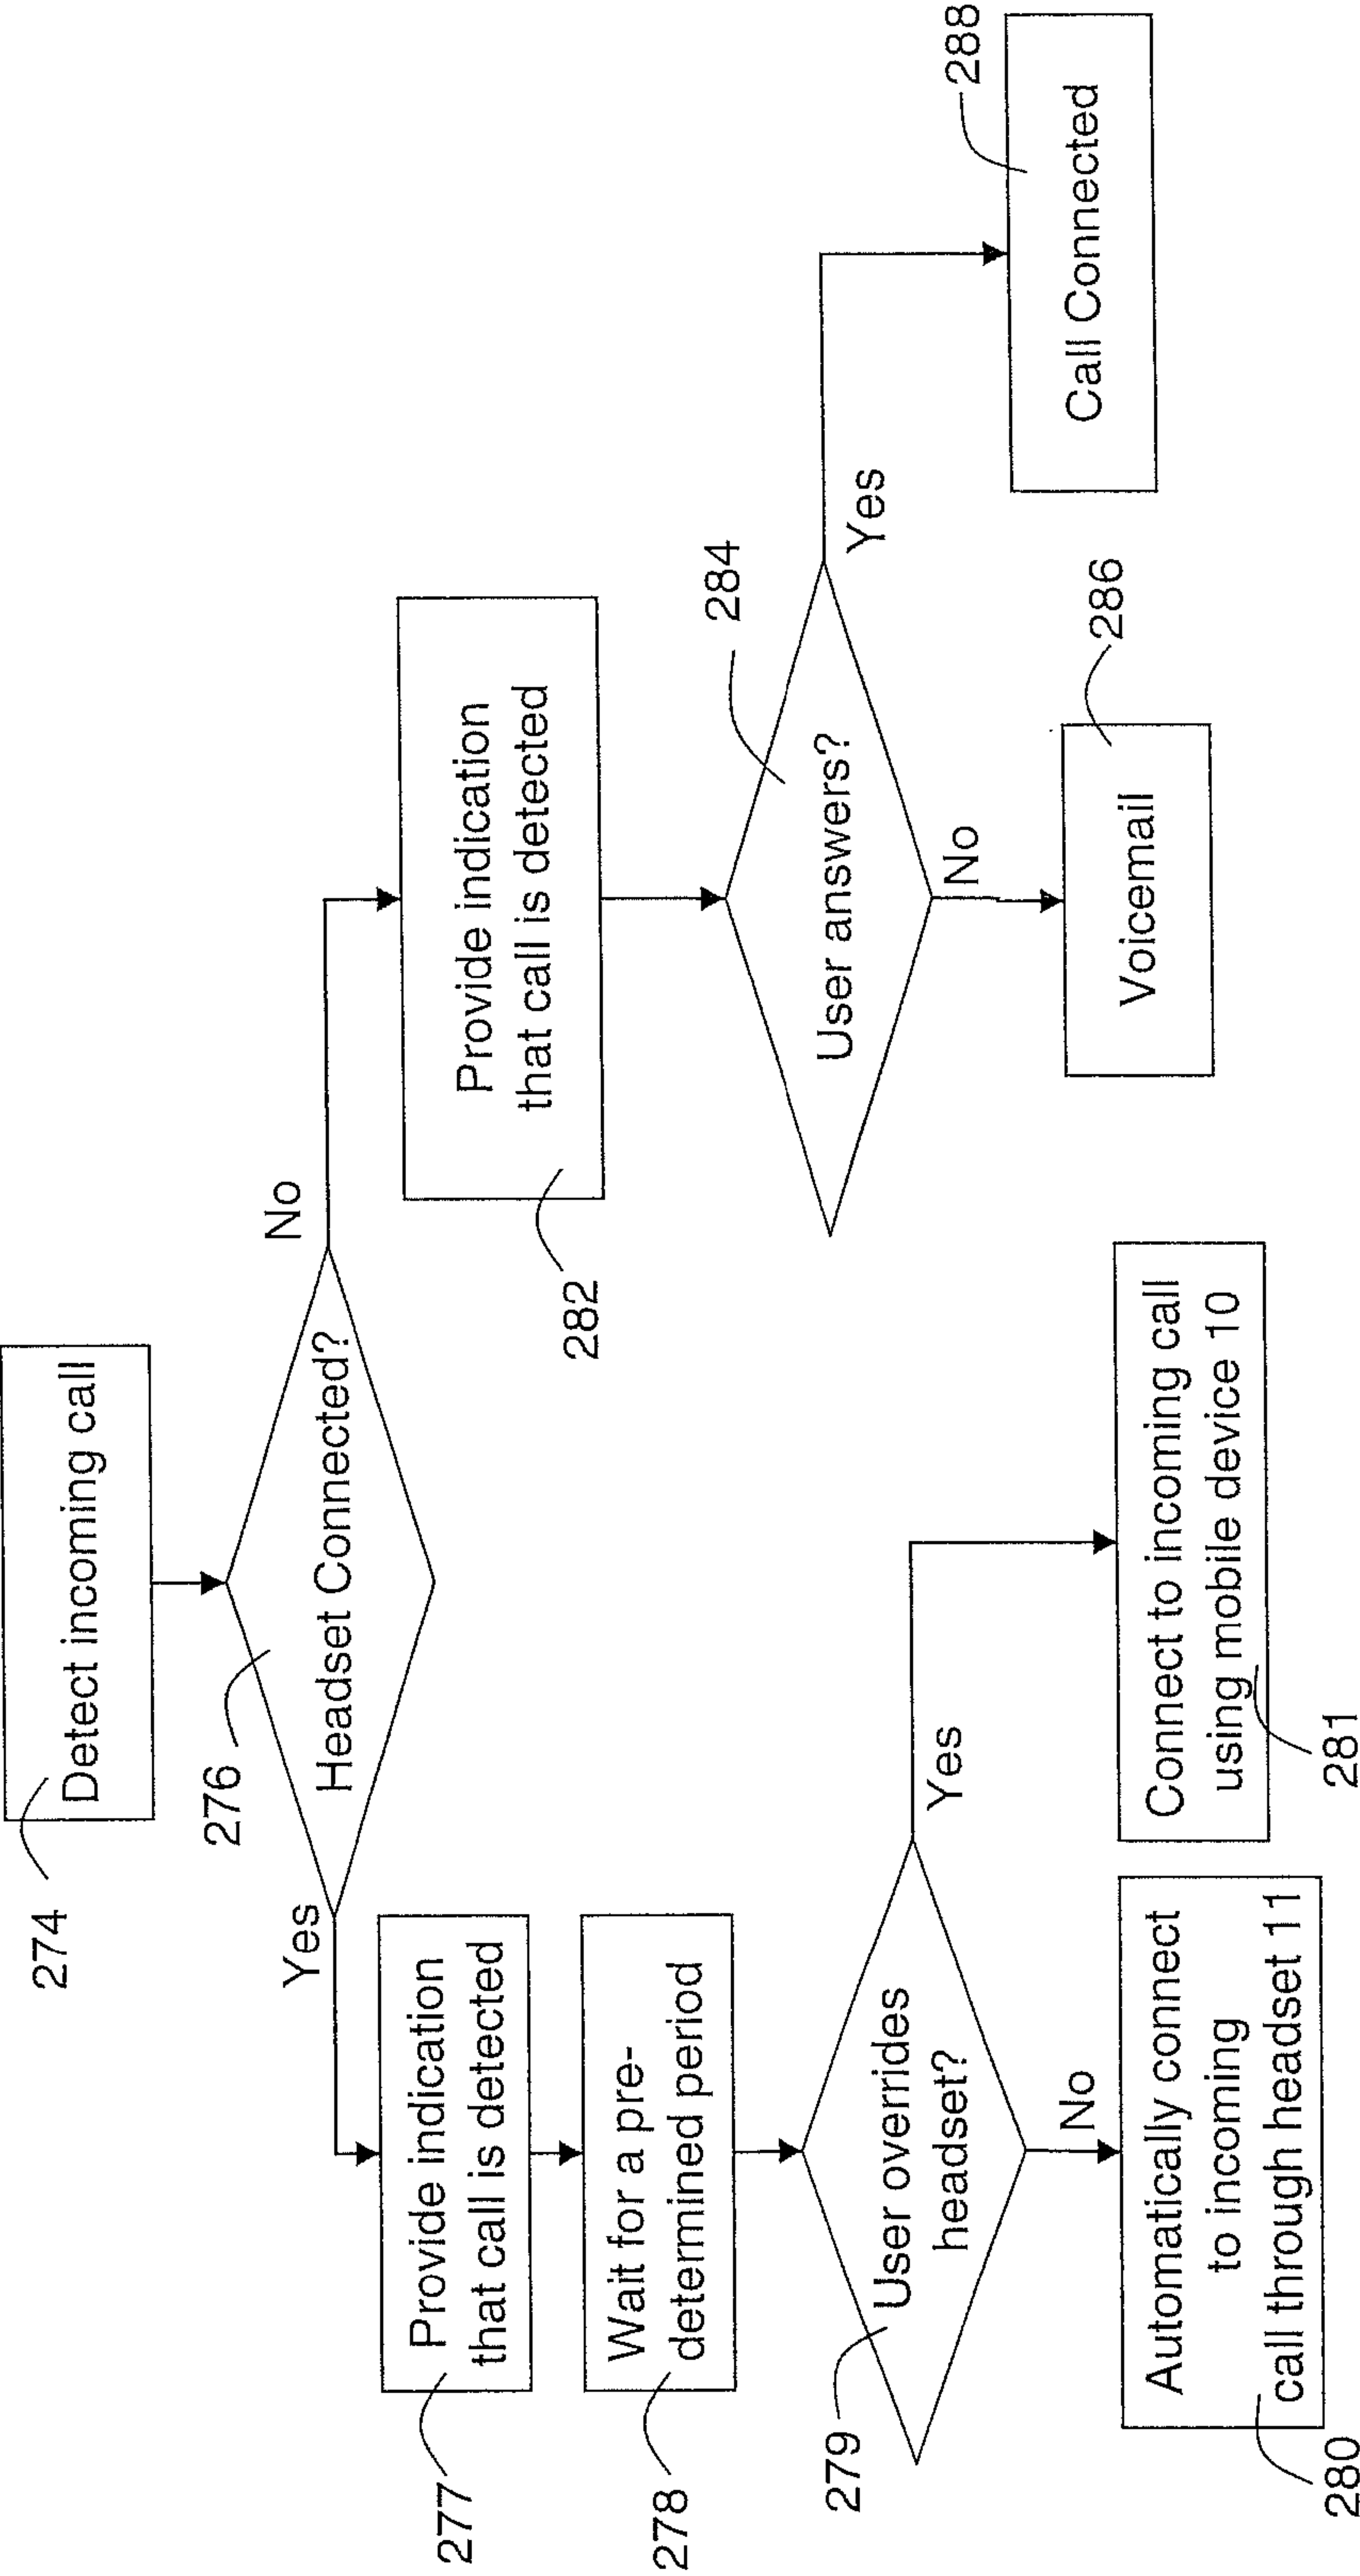 274
Detect incoming call
276
Headset Connected?
Yes
No
277
Provide indication
that call is detected
278
Wait for a pre-
determined period
279
User overrides
headset?
Yes
No
280
Automatically connect
to incoming
call through headset 11
281
Connect to incoming call
using mobile device 10
282
Provide indication
that call is detected
284
User answers?
Yes
No
286
Voicemail
288
Call Connected